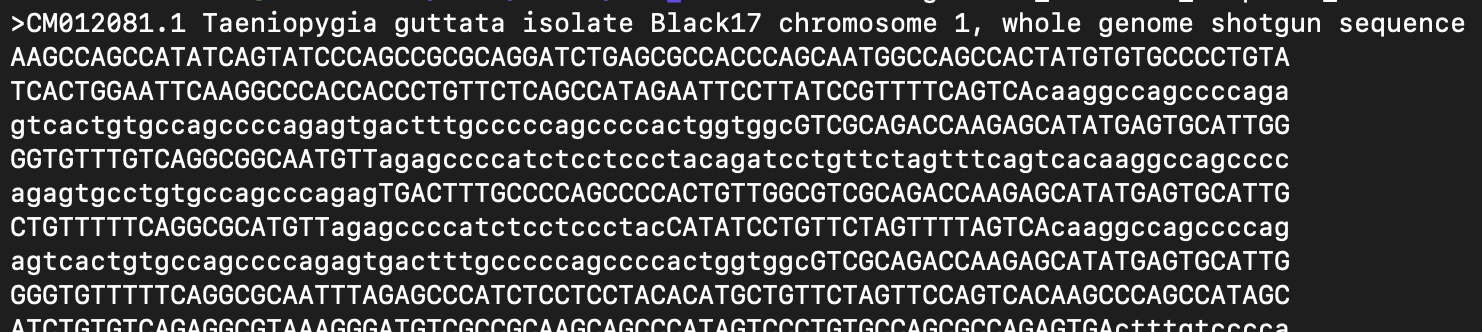 >CM012081.1 Taeniopygia guttata isolate Black17 chromosome 1, whole genome shotgun sequence
AAGCCAGCCATATCAGTATCCCAGCCGCGCAGGATCTGAGCGCCACCCAGCAATGGCCAGCCACTATGTGTGCCCCTGTA
TCACTGGAATTCAAGGCCCACCACCCTGTTCTCAGCCATAGAATTCCTTATCCGTTTTCAGTCAcaaggccagccccaga
gtcactgtgccagccccagagtgactttgcccccagccccactggtggcGTCGCAGACCAAGAGCATATGAGTGCATTGG
GGTGTTTGTCAGGCGGCAATGTTagagccccatctcctccctacagatcctgttctagtttcagtcacaaggccagcccc
agagtgcctgtgccagcccagagTGACTTTGCCCCAGCCCCACTGTTGGCGTCGCAGACCAAGAGCATATGAGTGCATTG
CTGTTTTTCAGGCGCATGTTagagccccatctcctccctacCATATCCTGTTCTAGTTTTAGTCAcaaggccagccccag
agtcactgtgccagccccagagtgactttgcccccagccccactggtggcGTCGCAGACCAAGAGCATATGAGTGCATTG
GGGTGTTTTTCAGGCGCAATTTAGAGCCCATCTCCTCCTACACATGCTGTTCTAGTTCCAGTCACAAGCCCAGCCATAGC
ATCTGTGTCAGAGGCGTAAAGGGATGTCGCCGCAAGCAGCCCATAGTCCCCTGTGCCAGCGCCAGAGTGActttgtcccca